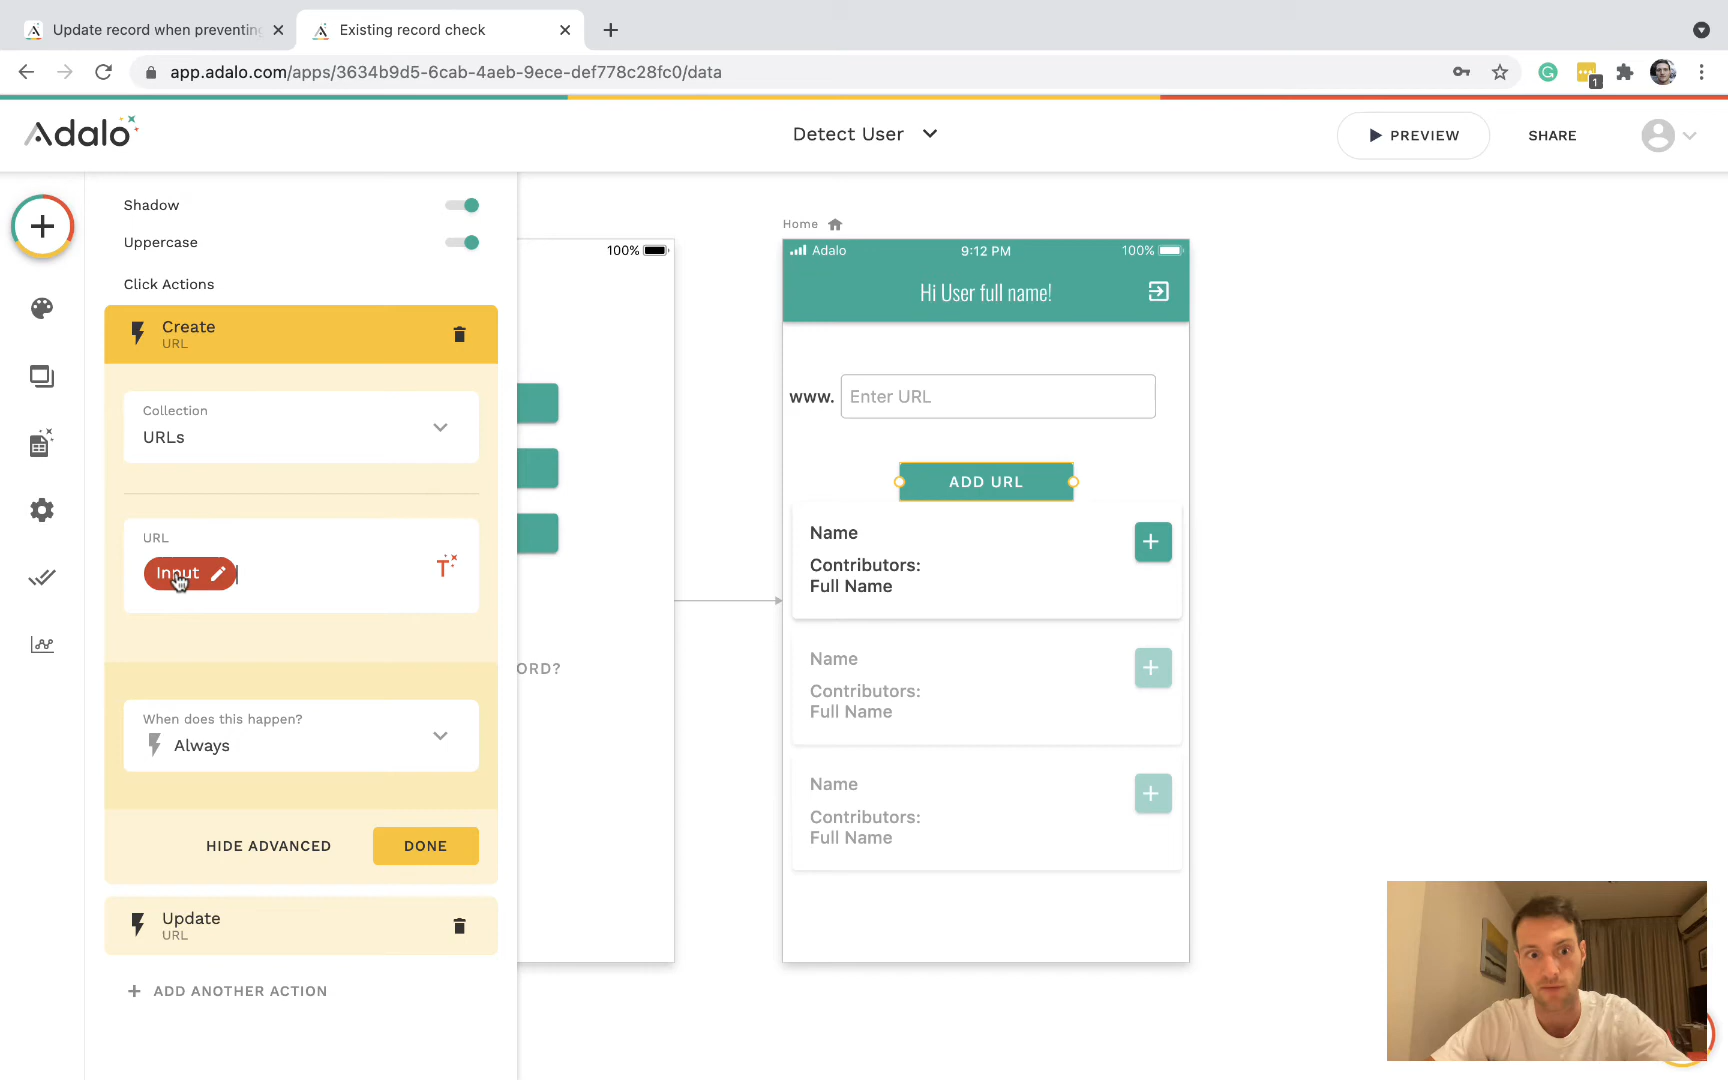 Update record when preventing
Existing record check
app.adalo.com/apps/3634b9d5-6cab-4aeb-9ece-def778c28fc0/data
1
Adalo
Detect User
PREVIEW
SHARE
Shadow
Uppercase
Click Actions
Create
URL
Collection
URLs
URL
Input
When does this happen?
Always
HIDE ADVANCED
DONE
Update
URL
ADD ANOTHER ACTION
100%
ORD?
Home
Adalo
9:12 PM
100%
Hi User full name!
www.
Enter URL
ADD URL
Name
Contributors:
Full Name
Name
Contributors:
Full Name
Name
Contributors:
Full Name